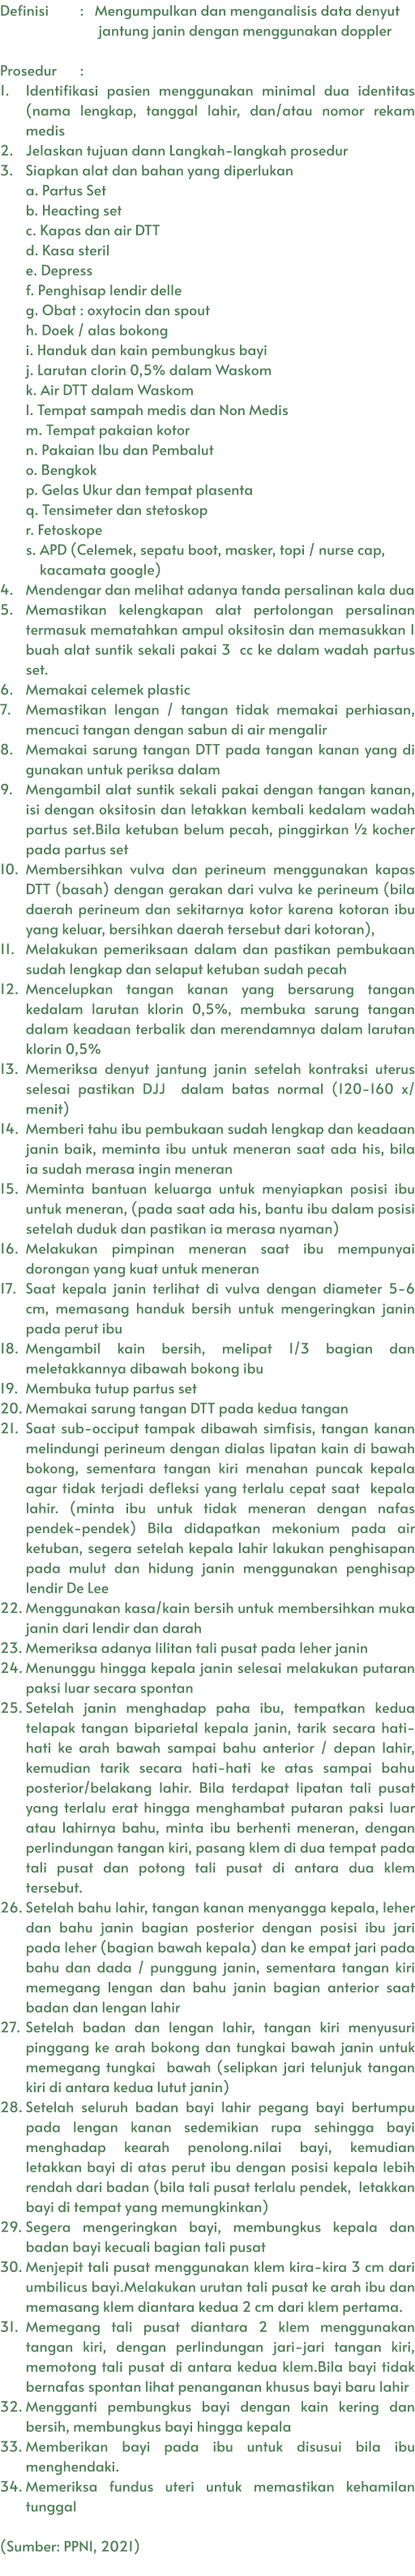 Definisi : Mengumpulkan dan menganalisis data denyut
jantung janin dengan menggunakan doppler
Prosedur :
1. Identifikasi pasien menggunakan minimal dua identitas
(nama lengkap, tanggal lahir, dan/atau nomor rekam
medis
2. Jelaskan tujuan dann Langkah-langkah prosedur
3. Siapkan alat dan bahan yang diperlukan
a. Partus Set
b. Heacting set
c. Kapas dan air DTT
d. Kasa steril
e. Depress
f. Penghisap lendir delle
g. Obat : oxytocin dan spout
h. Doek / alas bokong
i. Handuk dan kain pembungkus bayi
j. Larutan clorin 0,5% dalam Waskom
k. Air DTT dalam Waskom
l. Tempat sampah medis dan Non Medis
m. Tempat pakaian kotor
n. Pakaian Ibu dan Pembalut
o. Bengkok
p. Gelas Ukur dan tempat plasenta
q. Tensimeter dan stetoskop
r. Fetoskope
s. APD (Celemek, sepatu boot, masker, topi / nurse cap,
kacamata google)
4. Mendengar dan melihat adanya tanda persalinan kala dua
5. Memastikan kelengkapan alat pertolongan persalinan
termasuk mematahkan ampul oksitosin dan memasukkan 1
buah alat suntik sekali pakai 3 cc ke dalam wadah partus
set.
6. Memakai celemek plastic
7. Memastikan lengan / tangan tidak memakai perhiasan,
mencuci tangan dengan sabun di air mengalir
8. Memakai sarung tangan DTT pada tangan kanan yang di
gunakan untuk periksa dalam
9. Mengambil alat suntik sekali pakai dengan tangan kanan,
isi dengan oksitosin dan letakkan kembali kedalam wadah
partus set.Bila ketuban belum pecah, pinggirkan ½ kocher
pada partus set
10. Membersihkan vulva dan perineum menggunakan kapas
DTT (basah) dengan gerakan dari vulva ke perineum (bila
daerah perineum dan sekitarnya kotor karena kotoran ibu
yang keluar, bersihkan daerah tersebut dari kotoran),
11. Melakukan pemeriksaan dalam dan pastikan pembukaan
sudah lengkap dan selaput ketuban sudah pecah
12. Mencelupkan tangan kanan yang bersarung tangan
kedalam larutan klorin 0,5%, membuka sarung tangan
dalam keadaan terbalik dan merendamnya dalam larutan
klorin 0,5%
13. Memeriksa denyut jantung janin setelah kontraksi uterus
selesai pastikan DJJ dalam batas normal (120-160 x/
menit)
14. Memberi tahu ibu pembukaan sudah lengkap dan keadaan
janin baik, meminta ibu untuk meneran saat ada his, bila
ia sudah merasa ingin meneran
15. Meminta bantuan keluarga untuk menyiapkan posisi ibu
untuk meneran, (pada saat ada his, bantu ibu dalam posisi
setelah duduk dan pastikan ia merasa nyaman)
16. Melakukan pimpinan meneran saat ibu mempunyai
dorongan yang kuat untuk meneran
17. Saat kepala janin terlihat di vulva dengan diameter 5-6
cm, memasang handuk bersih untuk mengeringkan janin
pada perut ibu
18. Mengambil kain bersih, melipat 1/3 bagian dan
meletakkannya dibawah bokong ibu
19. Membuka tutup partus set
20. Memakai sarung tangan DTT pada kedua tangan
21. Saat sub-occiput tampak dibawah simfisis, tangan kanan
melindungi perineum dengan dialas lipatan kain di bawah
bokong, sementara tangan kiri menahan puncak kepala
agar tidak terjadi defleksi yang terlalu cepat saat kepala
lahir. (minta ibu untuk tidak meneran dengan nafas
pendek-pendek) Bila didapatkan mekonium pada air
ketuban, segera setelah kepala lahir lakukan penghisapan
pada mulut dan hidung janin menggunakan penghisap
lendir De Lee
22. Menggunakan kasa/kain bersih untuk membersihkan muka
janin dari lendir dan darah
23. Memeriksa adanya lilitan tali pusat pada leher janin
24. Menunggu hingga kepala janin selesai melakukan putaran
paksi luar secara spontan
25. Setelah janin menghadap paha ibu, tempatkan kedua
telapak tangan biparietal kepala janin, tarik secara hati-
hati ke arah bawah sampai bahu anterior / depan lahir,
kemudian tarik secara hati-hati ke atas sampai bahu
posterior/belakang lahir. Bila terdapat lipatan tali pusat
yang terlalu erat hingga menghambat putaran paksi luar
atau lahirnya bahu, minta ibu berhenti meneran, dengan
perlindungan tangan kiri, pasang klem di dua tempat pada
tali pusat dan potong tali pusat di antara dua klem
tersebut.
26. Setelah bahu lahir, tangan kanan menyangga kepala, leher
dan bahu janin bagian posterior dengan posisi ibu jari
pada leher (bagian bawah kepala) dan ke empat jari pada
bahu dan dada / punggung janin, sementara tangan kiri
memegang lengan dan bahu janin bagian anterior saat
badan dan lengan lahir
27. Setelah badan dan lengan lahir, tangan kiri menyusuri
pinggang ke arah bokong dan tungkai bawah janin untuk
memegang tungkai bawah (selipkan jari telunjuk tangan
kiri di antara kedua lutut janin)
28. Setelah seluruh badan bayi lahir pegang bayi bertumpu
pada lengan kanan sedemikian rupa sehingga bayi
menghadap kearah penolong.nilai bayi, kemudian
letakkan bayi di atas perut ibu dengan posisi kepala lebih
rendah dari badan (bila tali pusat terlalu pendek, letakkan
bayi di tempat yang memungkinkan)
29. Segera mengeringkan bayi, membungkus kepala dan
badan bayi kecuali bagian tali pusat
30. Menjepit tali pusat menggunakan klem kira-kira 3 cm dari
umbilicus bayi.Melakukan urutan tali pusat ke arah ibu dan
memasang klem diantara kedua 2 cm dari klem pertama.
31. Memegang tali pusat diantara 2 klem menggunakan
tangan kiri, dengan perlindungan jari-jari tangan kiri,
memotong tali pusat di antara kedua klem.Bila bayi tidak
bernafas spontan lihat penanganan khusus bayi baru lahir
32. Mengganti pembungkus bayi dengan kain kering dan
bersih, membungkus bayi hingga kepala
33. Memberikan bayi pada ibu untuk disusui bila ibu
menghendaki.
34. Memeriksa fundus uteri untuk memastikan kehamilan
tunggal
(Sumber: PPNI, 2021)